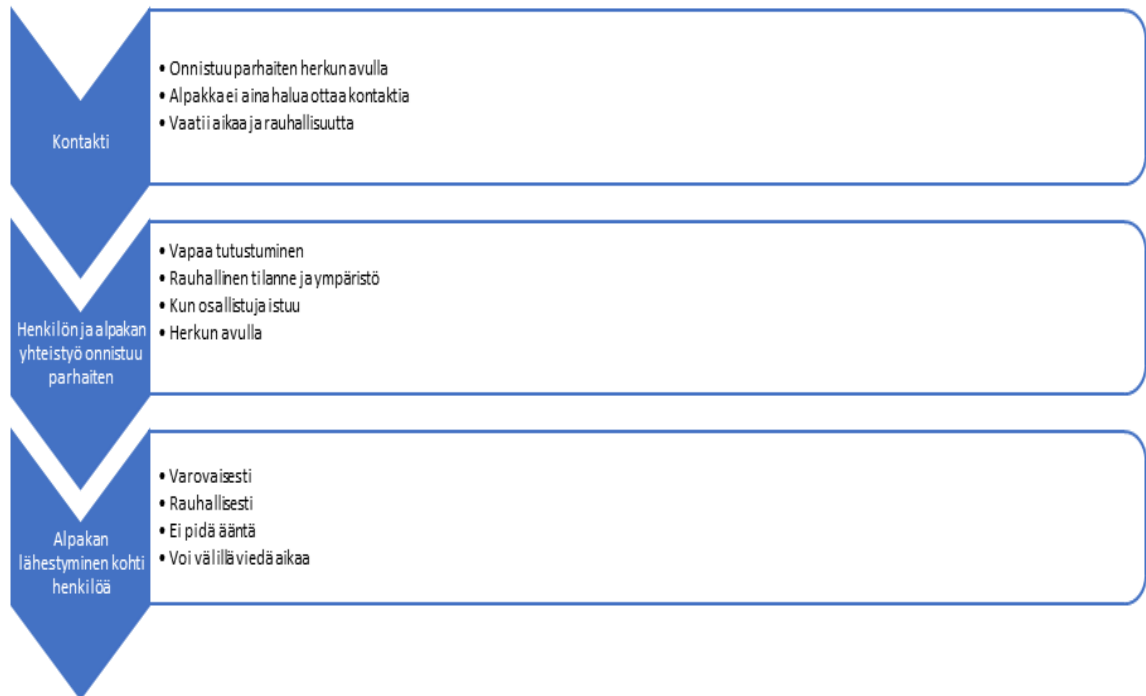 Kontakti
• Onnistuu parhaiten herkun avulla
• Alpakka ei aina halua ottaa kontaktia
• Vaatii aikaa ja rauhallisuutta
Henkilön ja alpakan
yhteistyö onnistuu
parhaiten
• Vapaa tutustuminen
• Rauhallinen tilanne ja ympäristö
• Kun osallistuja istuu
• Herkun avulla
Alpakan
lähestyminen kohti
henkilöä
• Varovaisesti
• Rauhallisesti
• Ei pidä ääntä
• Voi välillä viedä aikaa